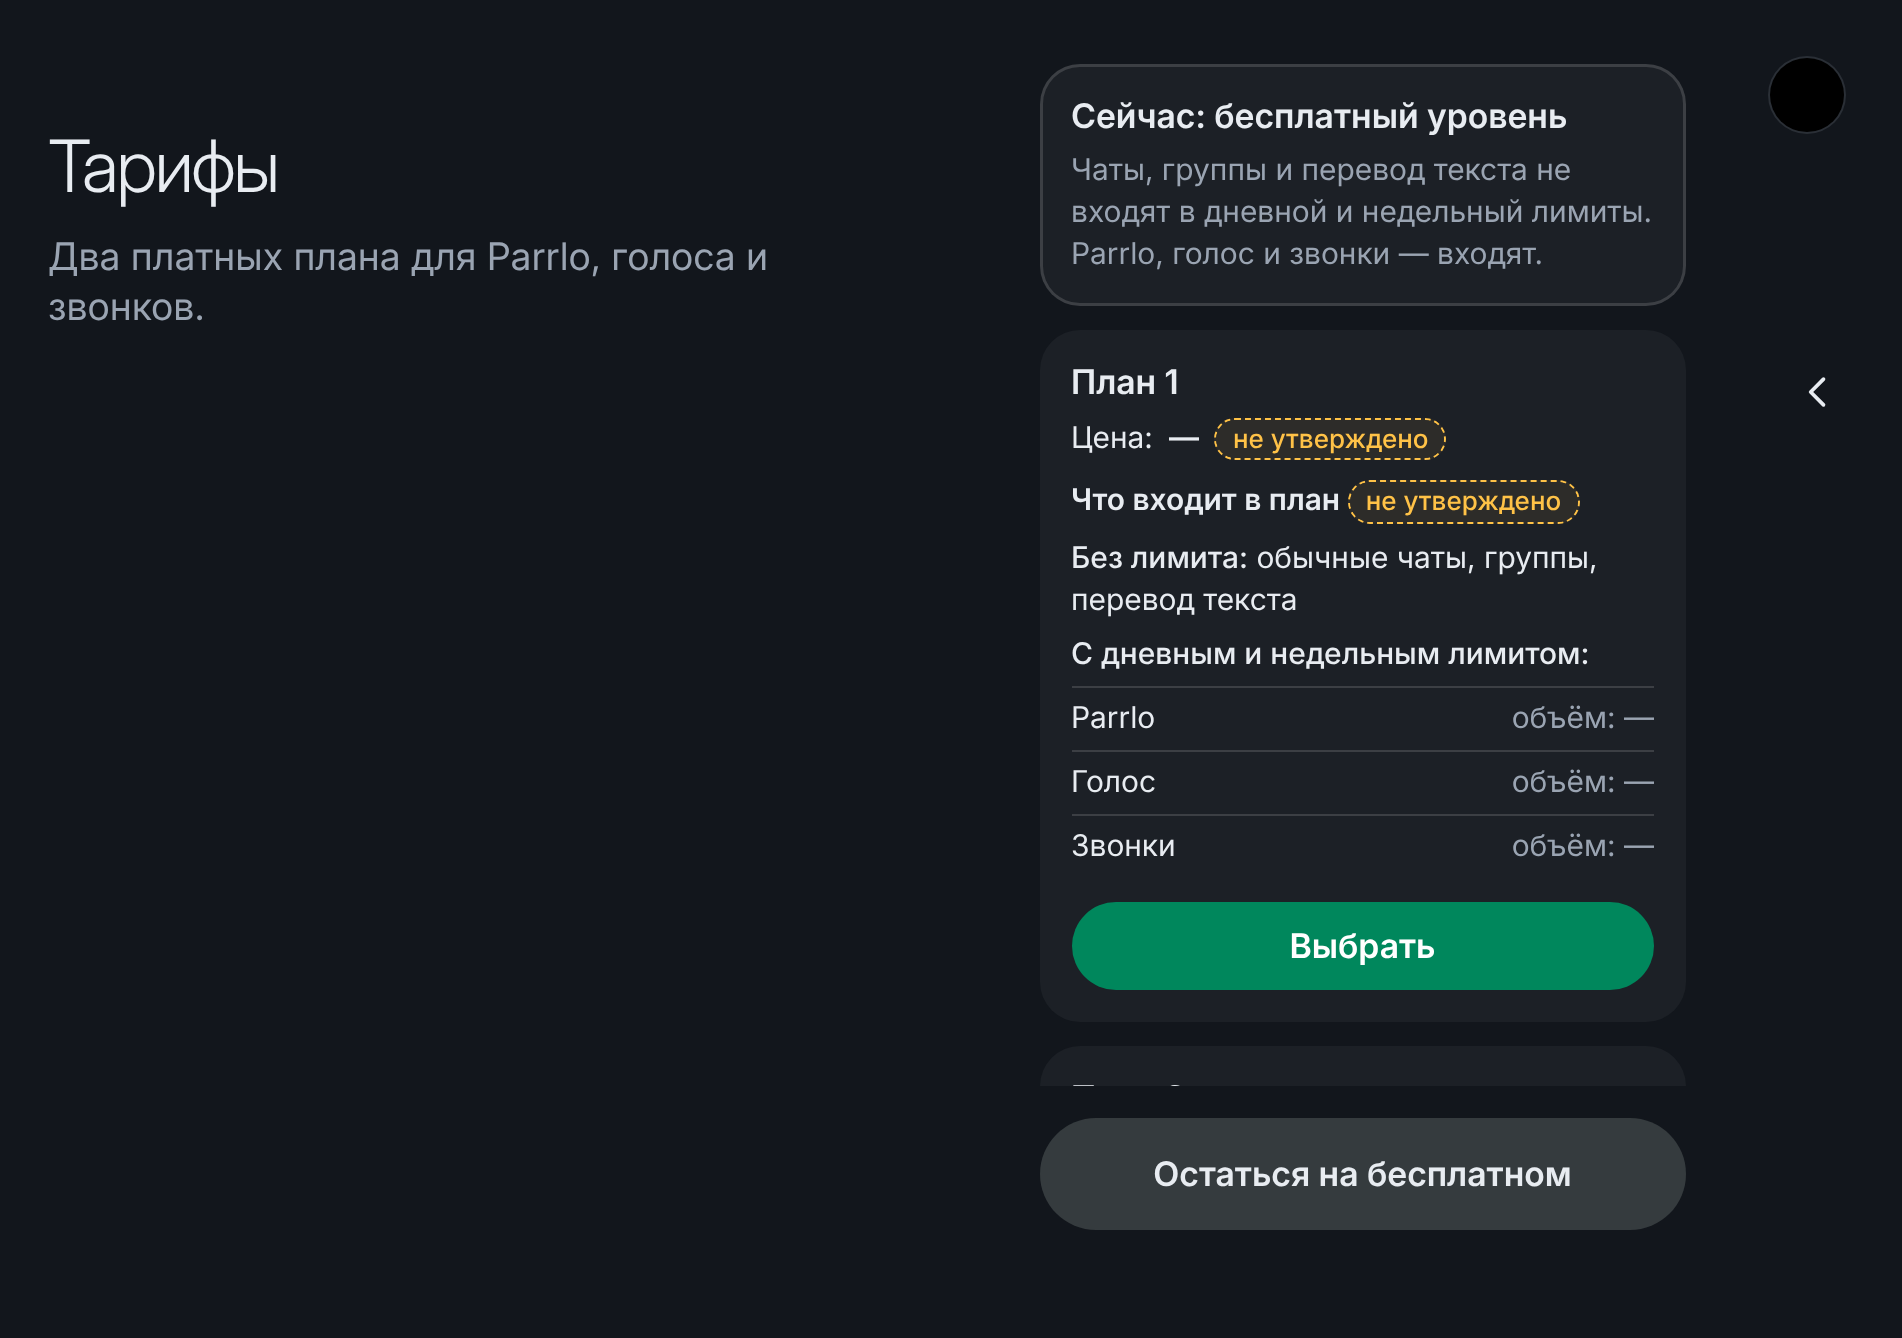 Тарифы
Два платных плана для Parrlo, голоса и
звонков.
Сейчас: бесплатный уровень
Чаты, группы и перевод текста не
входят в дневной и недельный лимиты.
Parrlo, голос и звонки — входят.
План 1
Цена: — не утверждено
Что входит в план не утверждено
Без лимита: обычные чаты, группы,
перевод текста
С дневным и недельным лимитом:
Parrlo объём: —
Голос объём: —
Звонки объём: —
Выбрать
Остаться на бесплатном